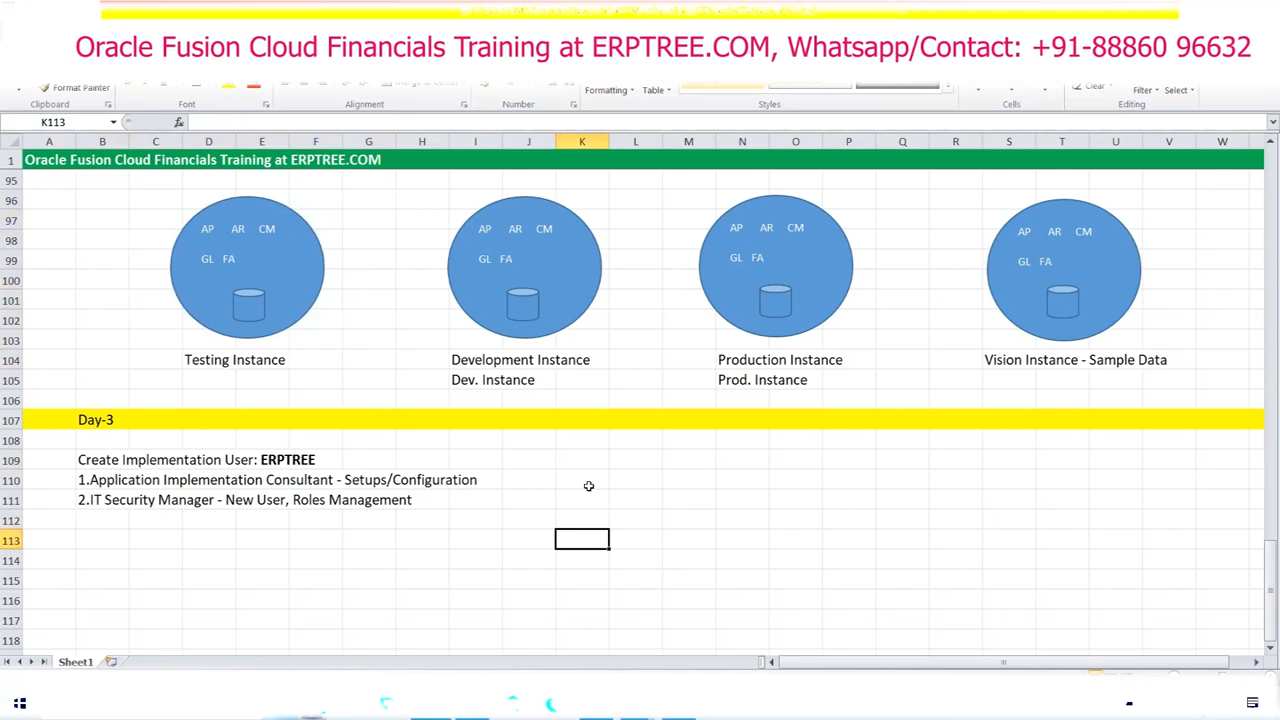 Oracle Fusion Cloud Financials Training at ERPTREE.COM, Whatsapp/Contact: +91-88860 96632
Format Painter
Formatting Table Clear Filter Select
Clipboard Font Alignment Number Styles Cells Editing
K113 fx
A B C D E F G H I J K L M N O P Q R S T U V W
1 Oracle Fusion Cloud Financials Training at ERPTREE.COM
95
96
97 AP AR CM AP AR CM AP AR CM AP AR CM
98
99 GL FA GL FA GL FA GL FA
100
101
102
103
104 Testing Instance Development Instance Production Instance Vision Instance - Sample Data
105 Dev. Instance Prod. Instance
106
107 Day-3
108
109 Create Implementation User: ERPTREE
110 1.Application Implementation Consultant - Setups/Configuration
111 2.IT Security Manager - New User, Roles Management
112
113
114
115
116
117
118
Sheet1